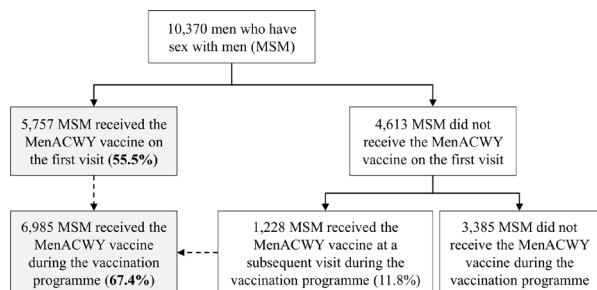 10,370 men who have
sex with men (MSM)
5,757 MSM received the
MenACWY vaccine on
the first visit (55.5%)
4,613 MSM did not
receive the MenACWY
vaccine on the first visit
6,985 MSM received the
MenACWY vaccine
during the vaccination
programme (67.4%)
1,228 MSM received the
MenACWY vaccine at a
subsequent visit during the
vaccination programme (11.8%)
3,385 MSM did not
receive the MenACWY
vaccine during the
vaccination programme